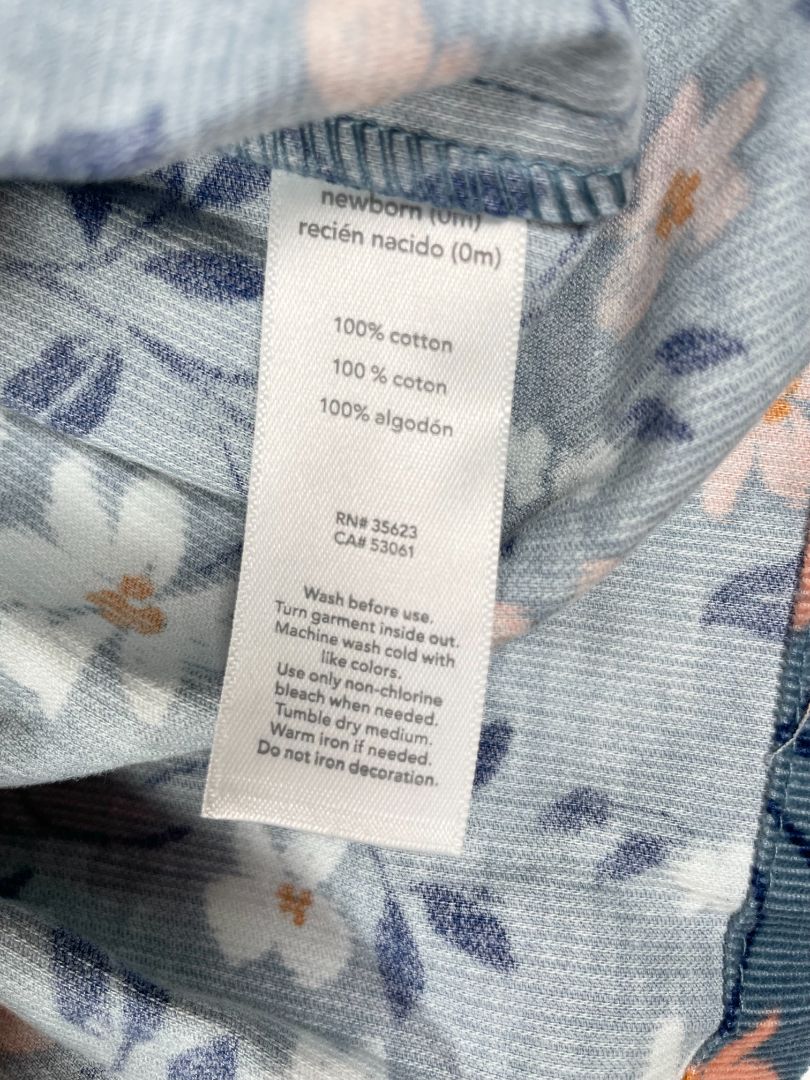 newborn (0m)
recién nacido (0m)
100% cotton
100 % coton
100% algodón
RN# 35623
CA# 53061
Wash before use.
Turn garment inside out.
Machine wash cold with
like colors.
Use only non-chlorine
bleach when needed.
Tumble dry medium.
Warm iron if needed.
Do not iron decoration.